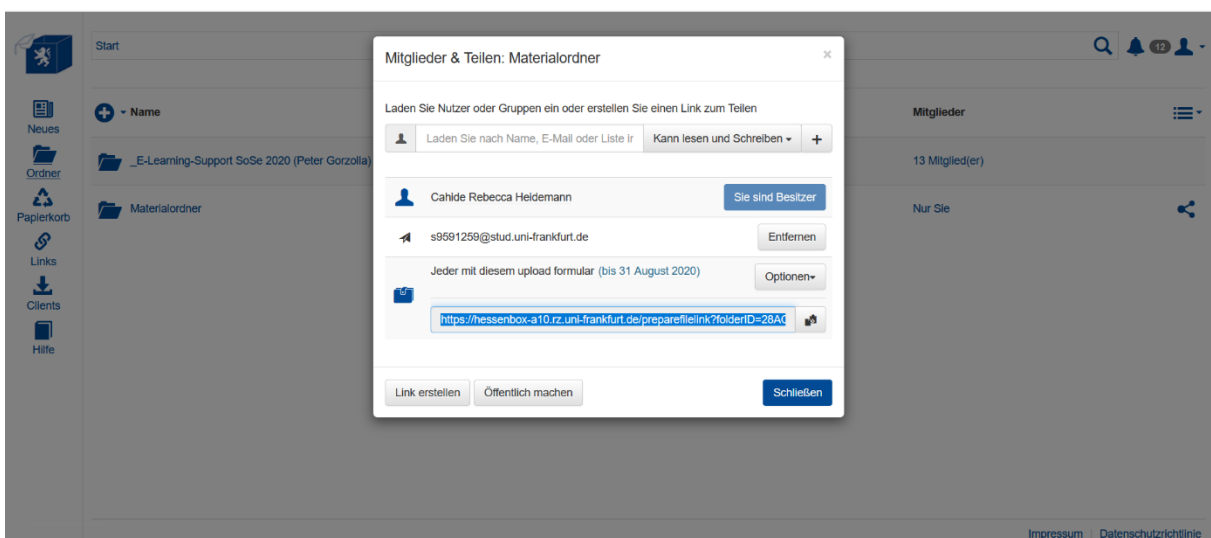 Start
12
Neues
Ordner
Papierkorb
Links
Clients
Hilfe
Name
Mitglieder
_E-Learning-Support SoSe 2020 (Peter Gorzolla)
13 Mitglied(er)
Materialordner
Nur Sie
Mitglieder & Teilen: Materialordner
×
Laden Sie Nutzer oder Gruppen ein oder erstellen Sie einen Link zum Teilen
Laden Sie nach Name, E-Mail oder Liste ir
Kann lesen und Schreiben
+
Cahide Rebecca Heidemann
Sie sind Besitzer
s9591259@stud.uni-frankfurt.de
Entfernen
Jeder mit diesem upload formular (bis 31 August 2020)
Optionen
https://hessenbox-a10.rz.uni-frankfurt.de/preparefilelink?folderID=28A
Link erstellen
Öffentlich machen
Schließen
Impressum | Datenschutzrichtlinie